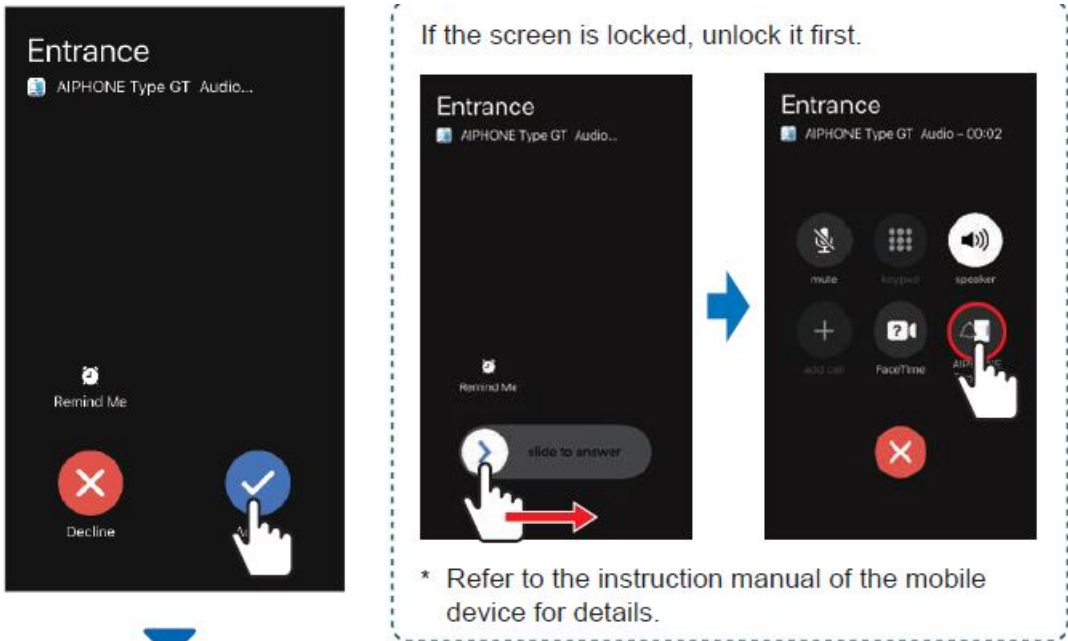 Entrance
AIPHONE Type GT Audio...
Remind Me
Decline
If the screen is locked, unlock it first.
Entrance
AIPHONE Type GT Audio...
Remind Me
slide to answer
Entrance
AIPHONE Type GT Audio – 00:02
mute keypad speaker
add call FaceTime
* Refer to the instruction manual of the mobile
device for details.